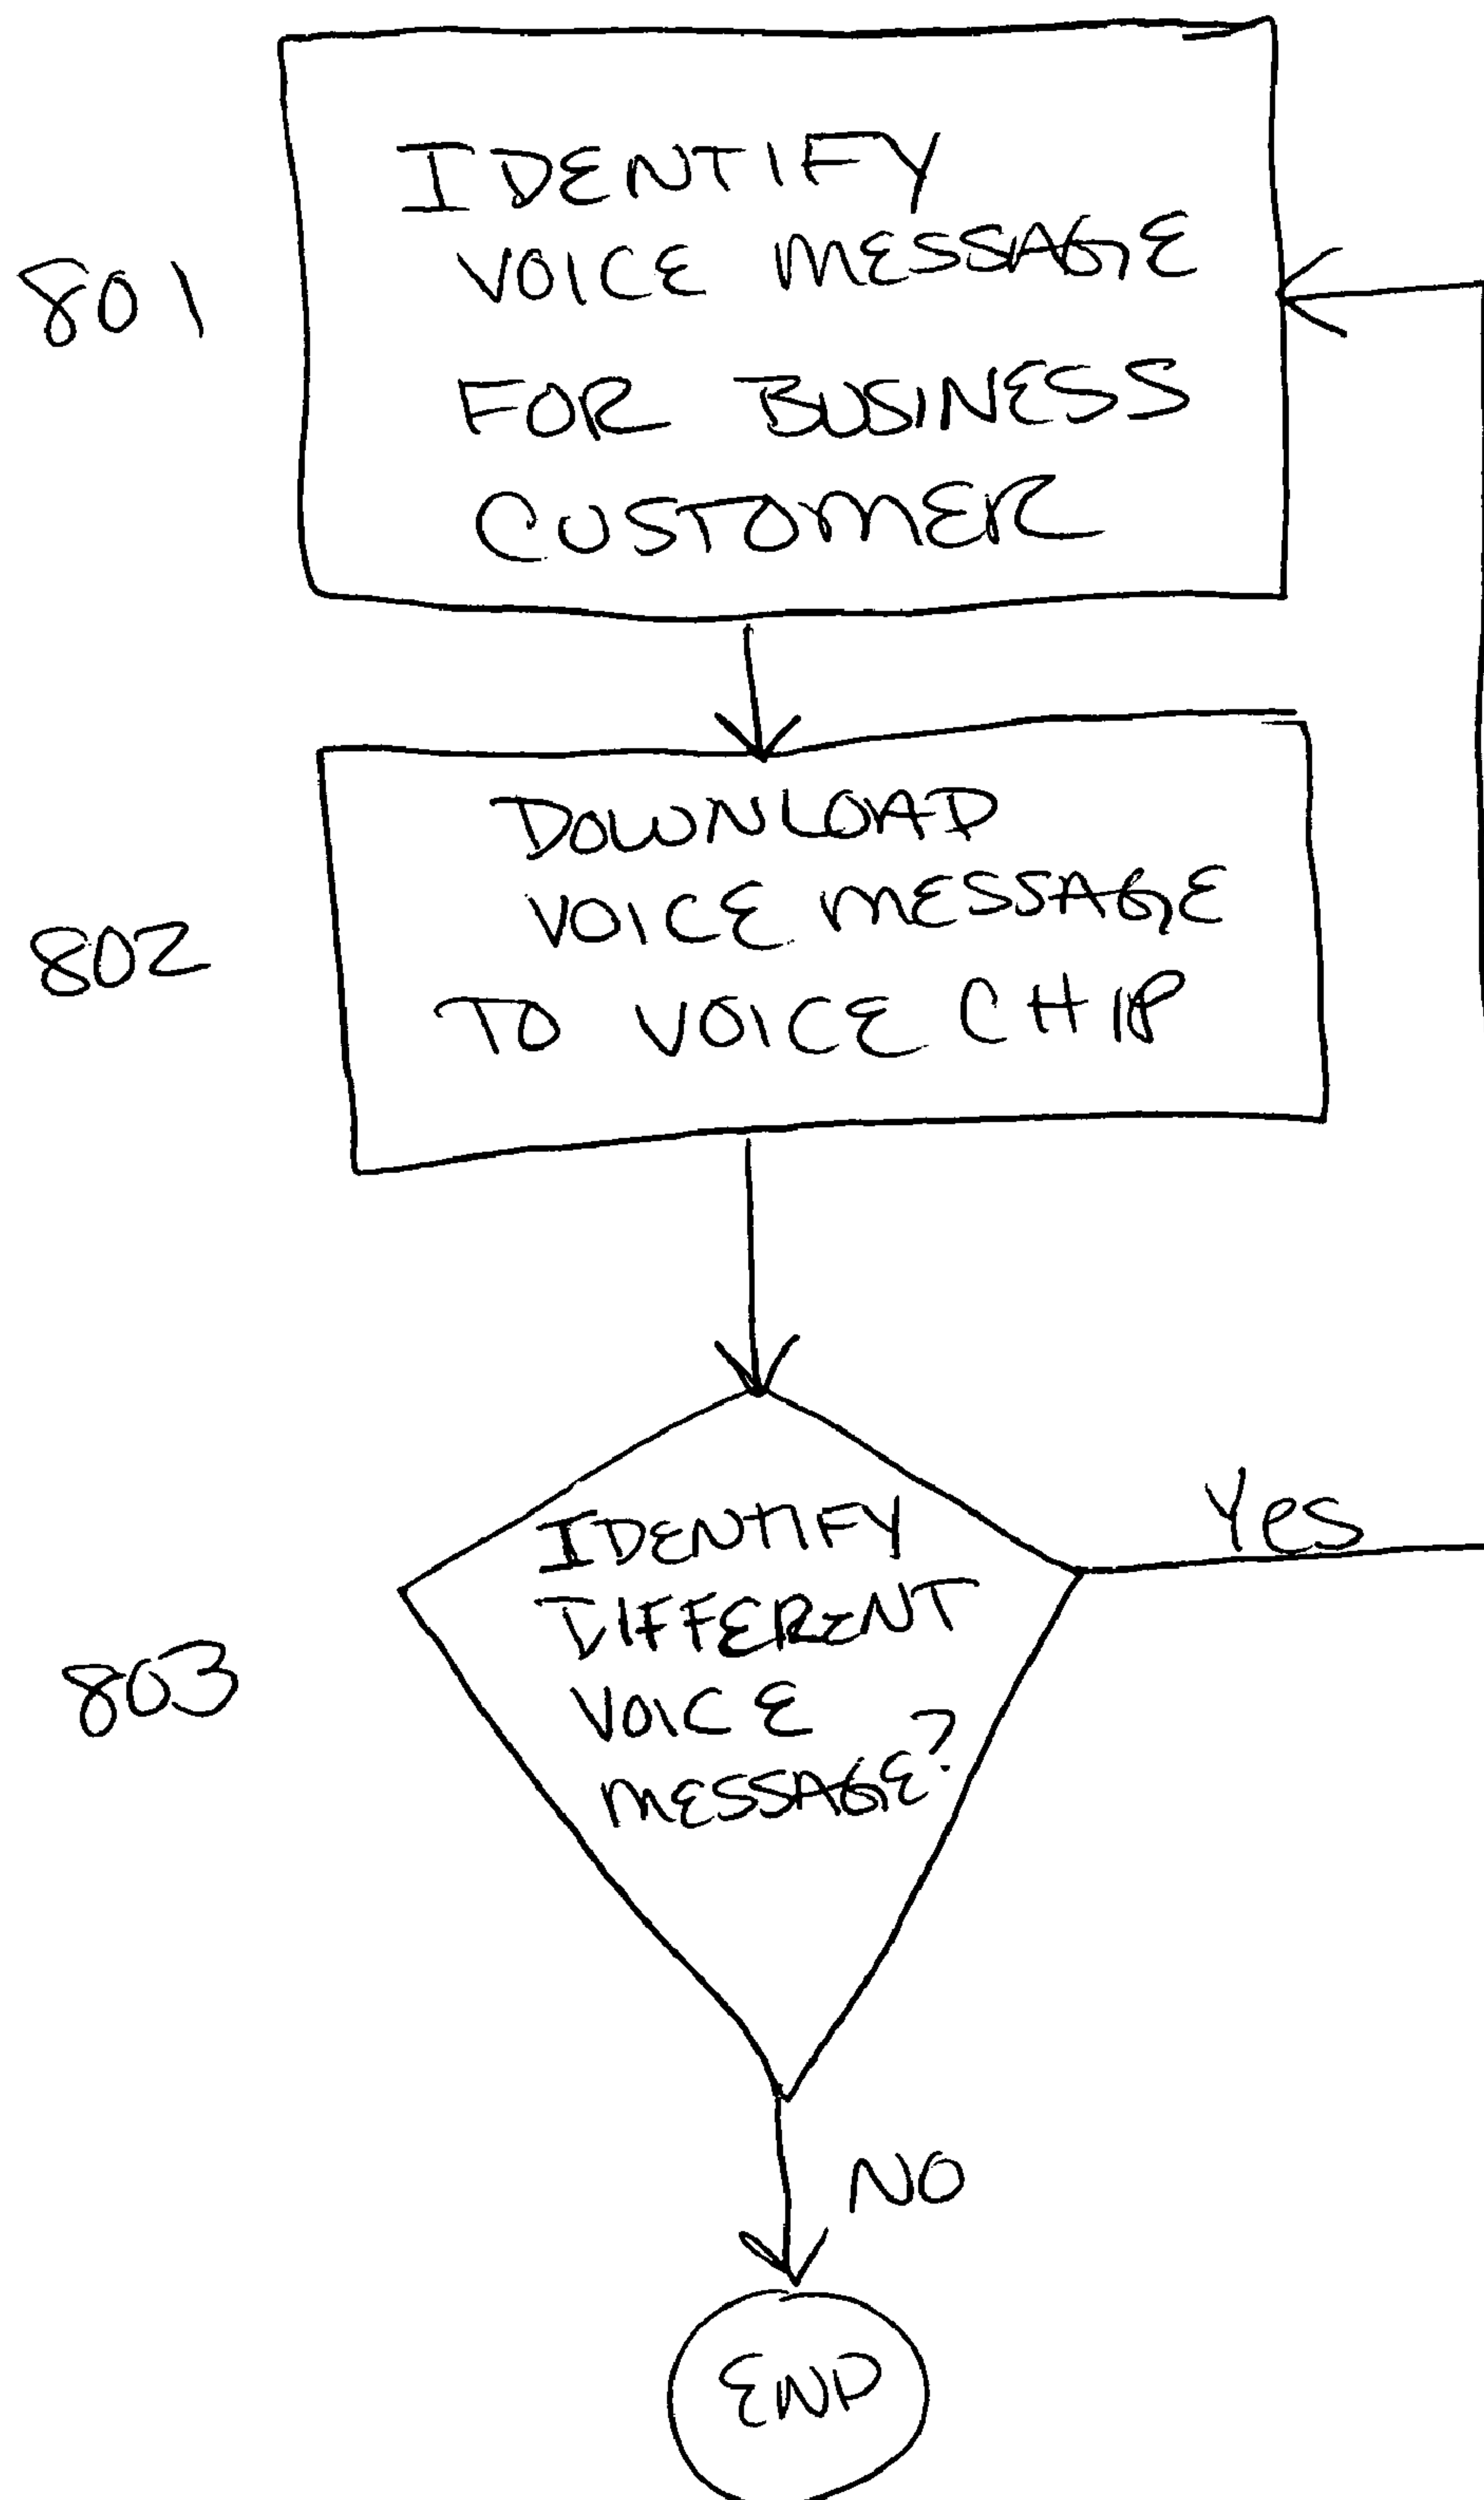 IDENTIFY
VOICE MESSAGE
801
FOR BUSINESS
CUSTOMER
DOWNLOAD
VOICE MESSAGE
802
TO VOICE CHIP
Yes
IDENTIFY
DIFFERENT
803
VOICE
MESSAGE?
NO
END